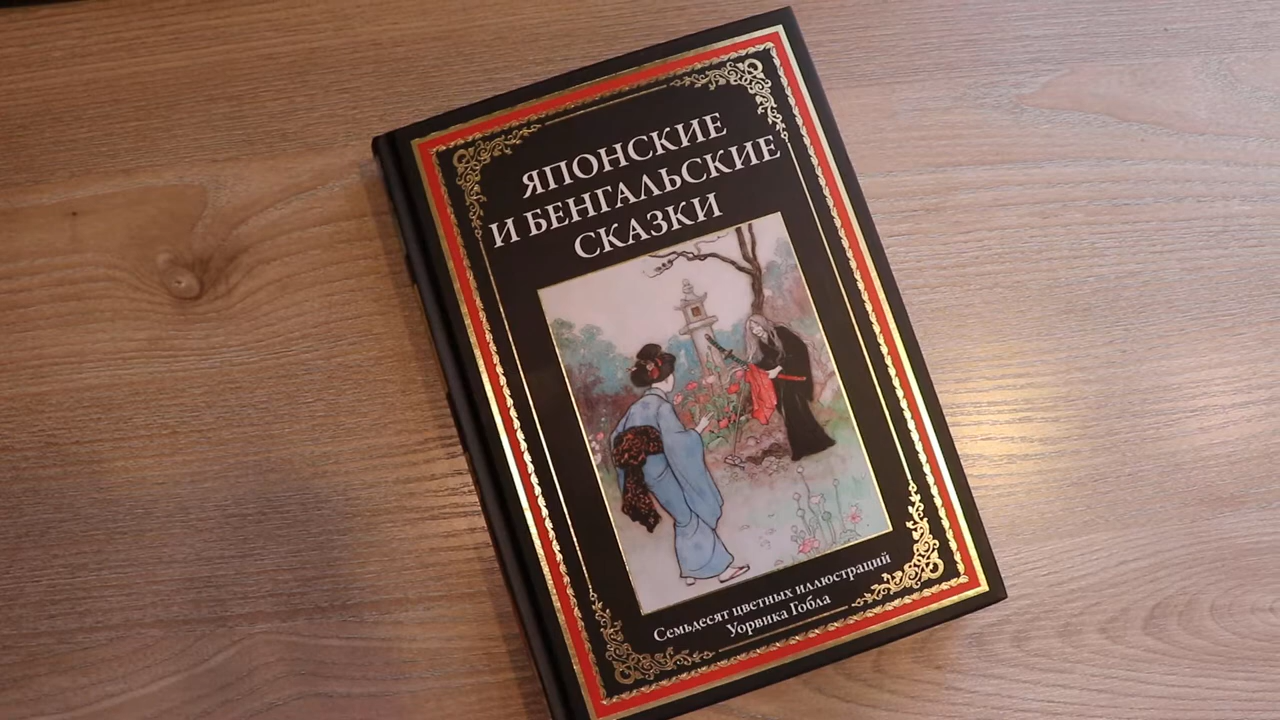 ЯПОНСКИЕ
И БЕНГАЛЬСКИЕ
СКАЗКИ
Семьдесят цветных иллюстраций
Уорвика Гобла